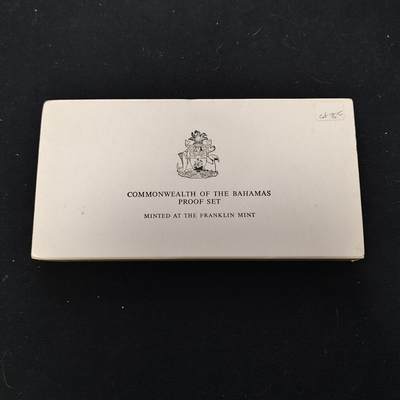 COMMONWEALTH OF THE BAHAMAS
PROOF SET
MINTED AT THE FRANKLIN MINT